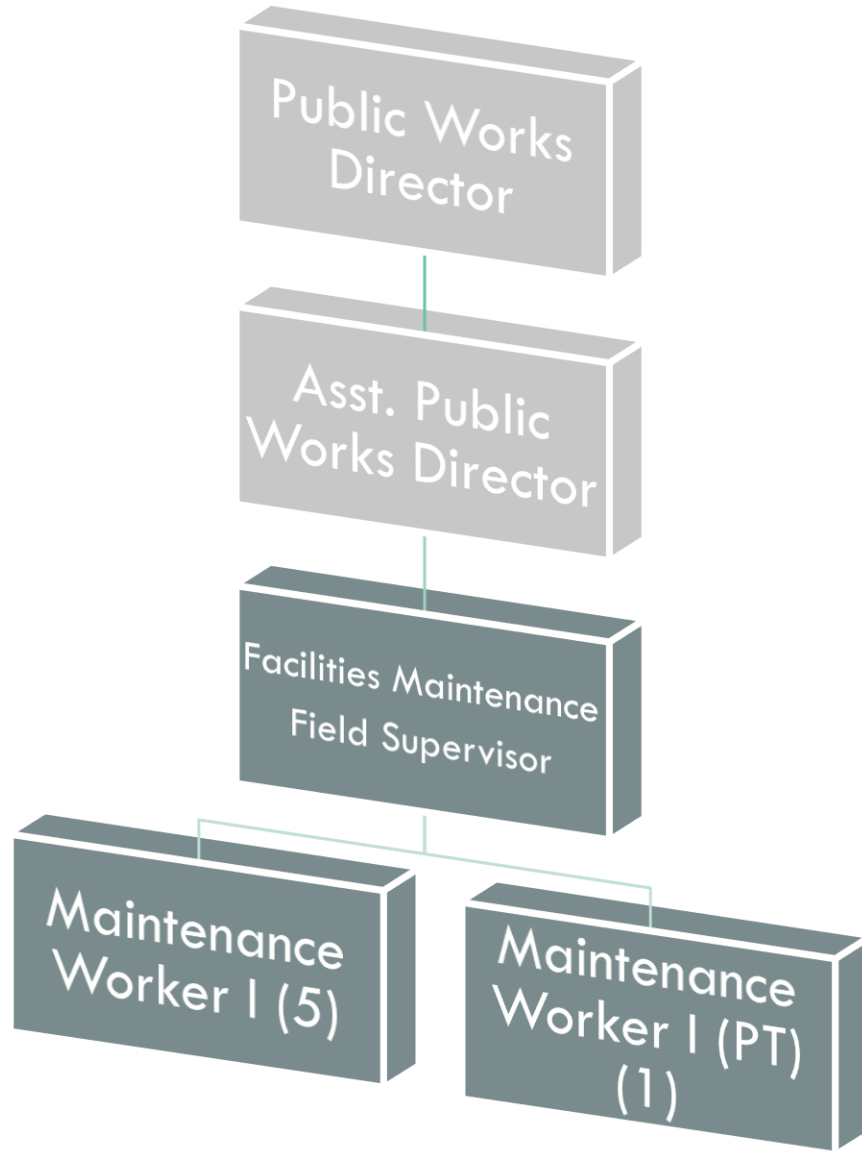 Public Works
Director
Asst. Public
Works Director
Facilities Maintenance
Field Supervisor
Maintenance
Worker I (5)
Maintenance
Worker I (PT)
(1)